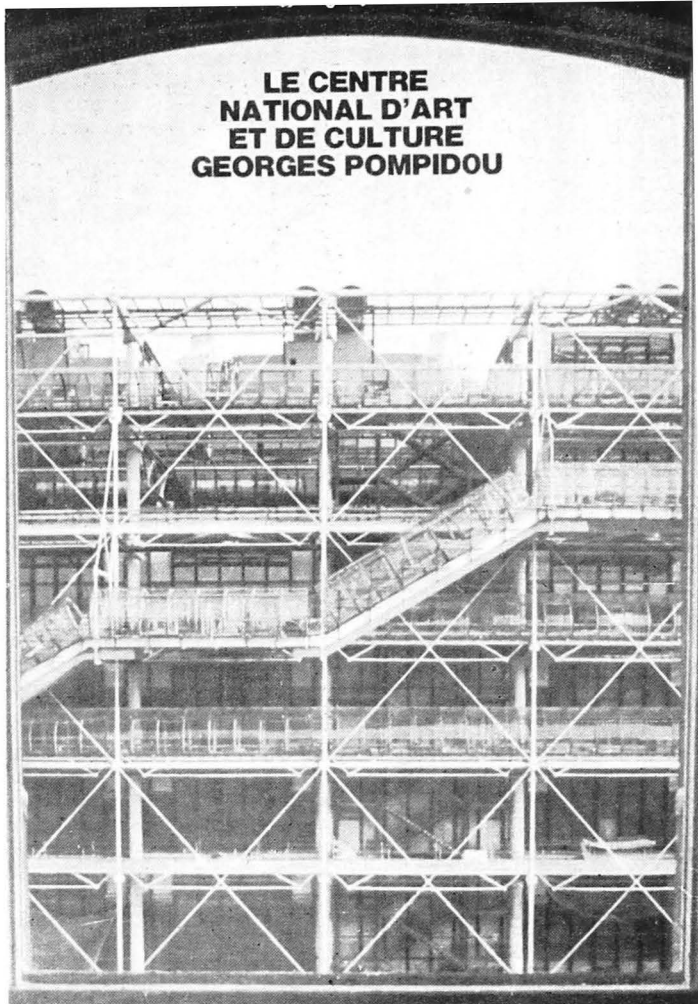 LE CENTRE
NATIONAL D'ART
ET DE CULTURE
GEORGES POMPIDOU